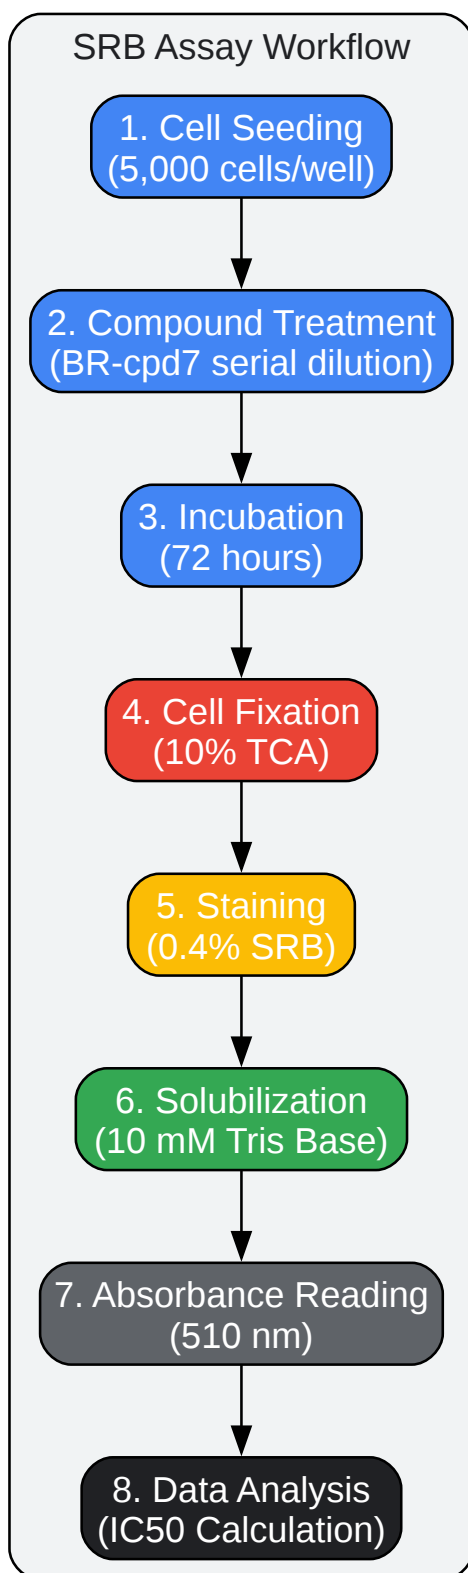 SRB Assay Workflow
1. Cell Seeding
(5,000 cells/well)
2. Compound Treatment
(BR-cpd7 serial dilution)
3. Incubation
(72 hours)
4. Cell Fixation
(10% TCA)
5. Staining
(0.4% SRB)
6. Solubilization
(10 mM Tris Base)
7. Absorbance Reading
(510 nm)
8. Data Analysis
(IC50 Calculation)